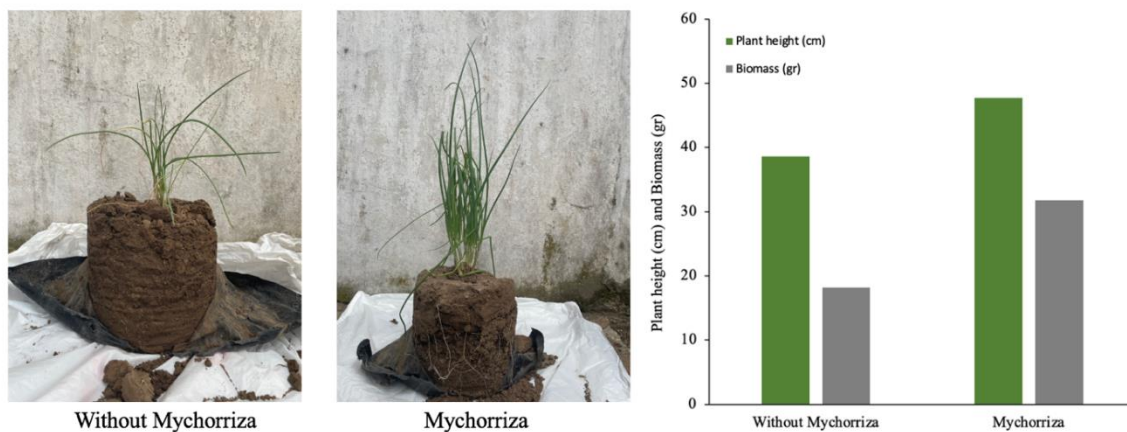 Without Mychorriza
Mychorriza
60
50
40
30
20
10
0
Plant height (cm) and Biomass (gr)
Plant height (cm)
Biomass (gr)
Without Mychorriza
Mychorriza